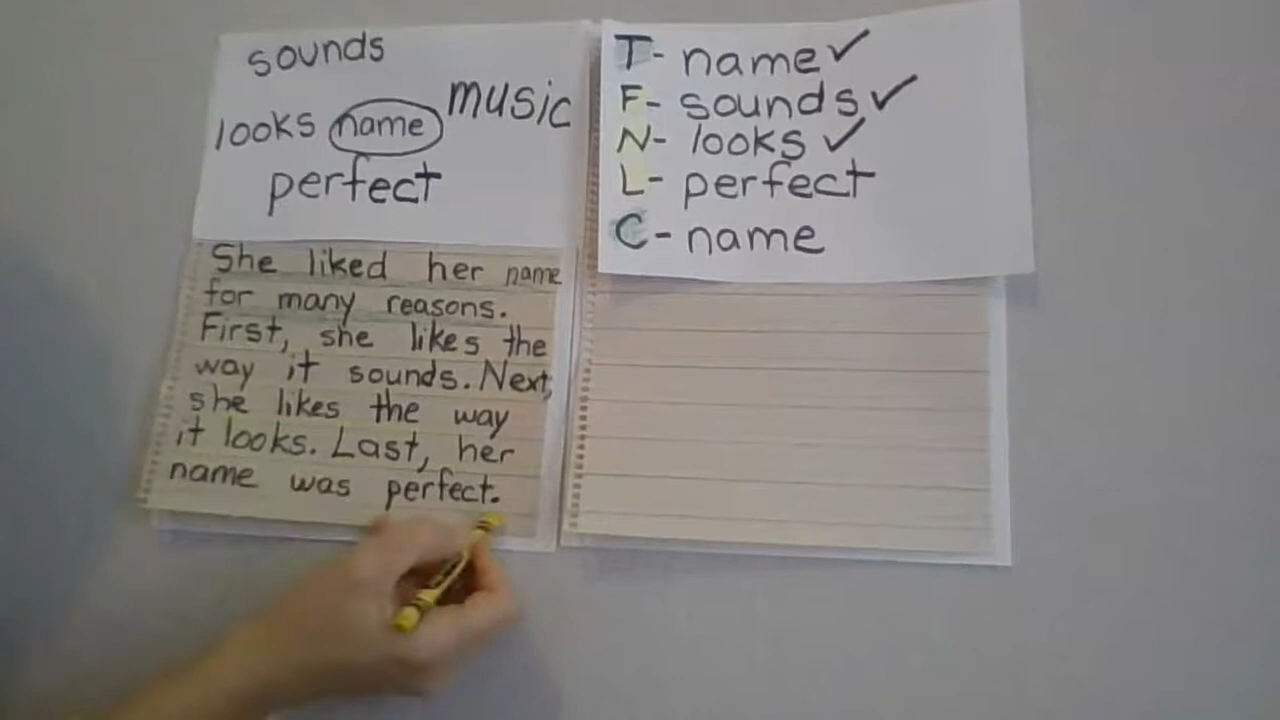 sounds
music
looks name
perfect
She liked her name
for many reasons.
First, she likes the
way it sounds. Next,
she likes the way
it looks. Last, her
name was perfect.
T- name ✓
F- sounds ✓
N- looks ✓
L- perfect
C- name